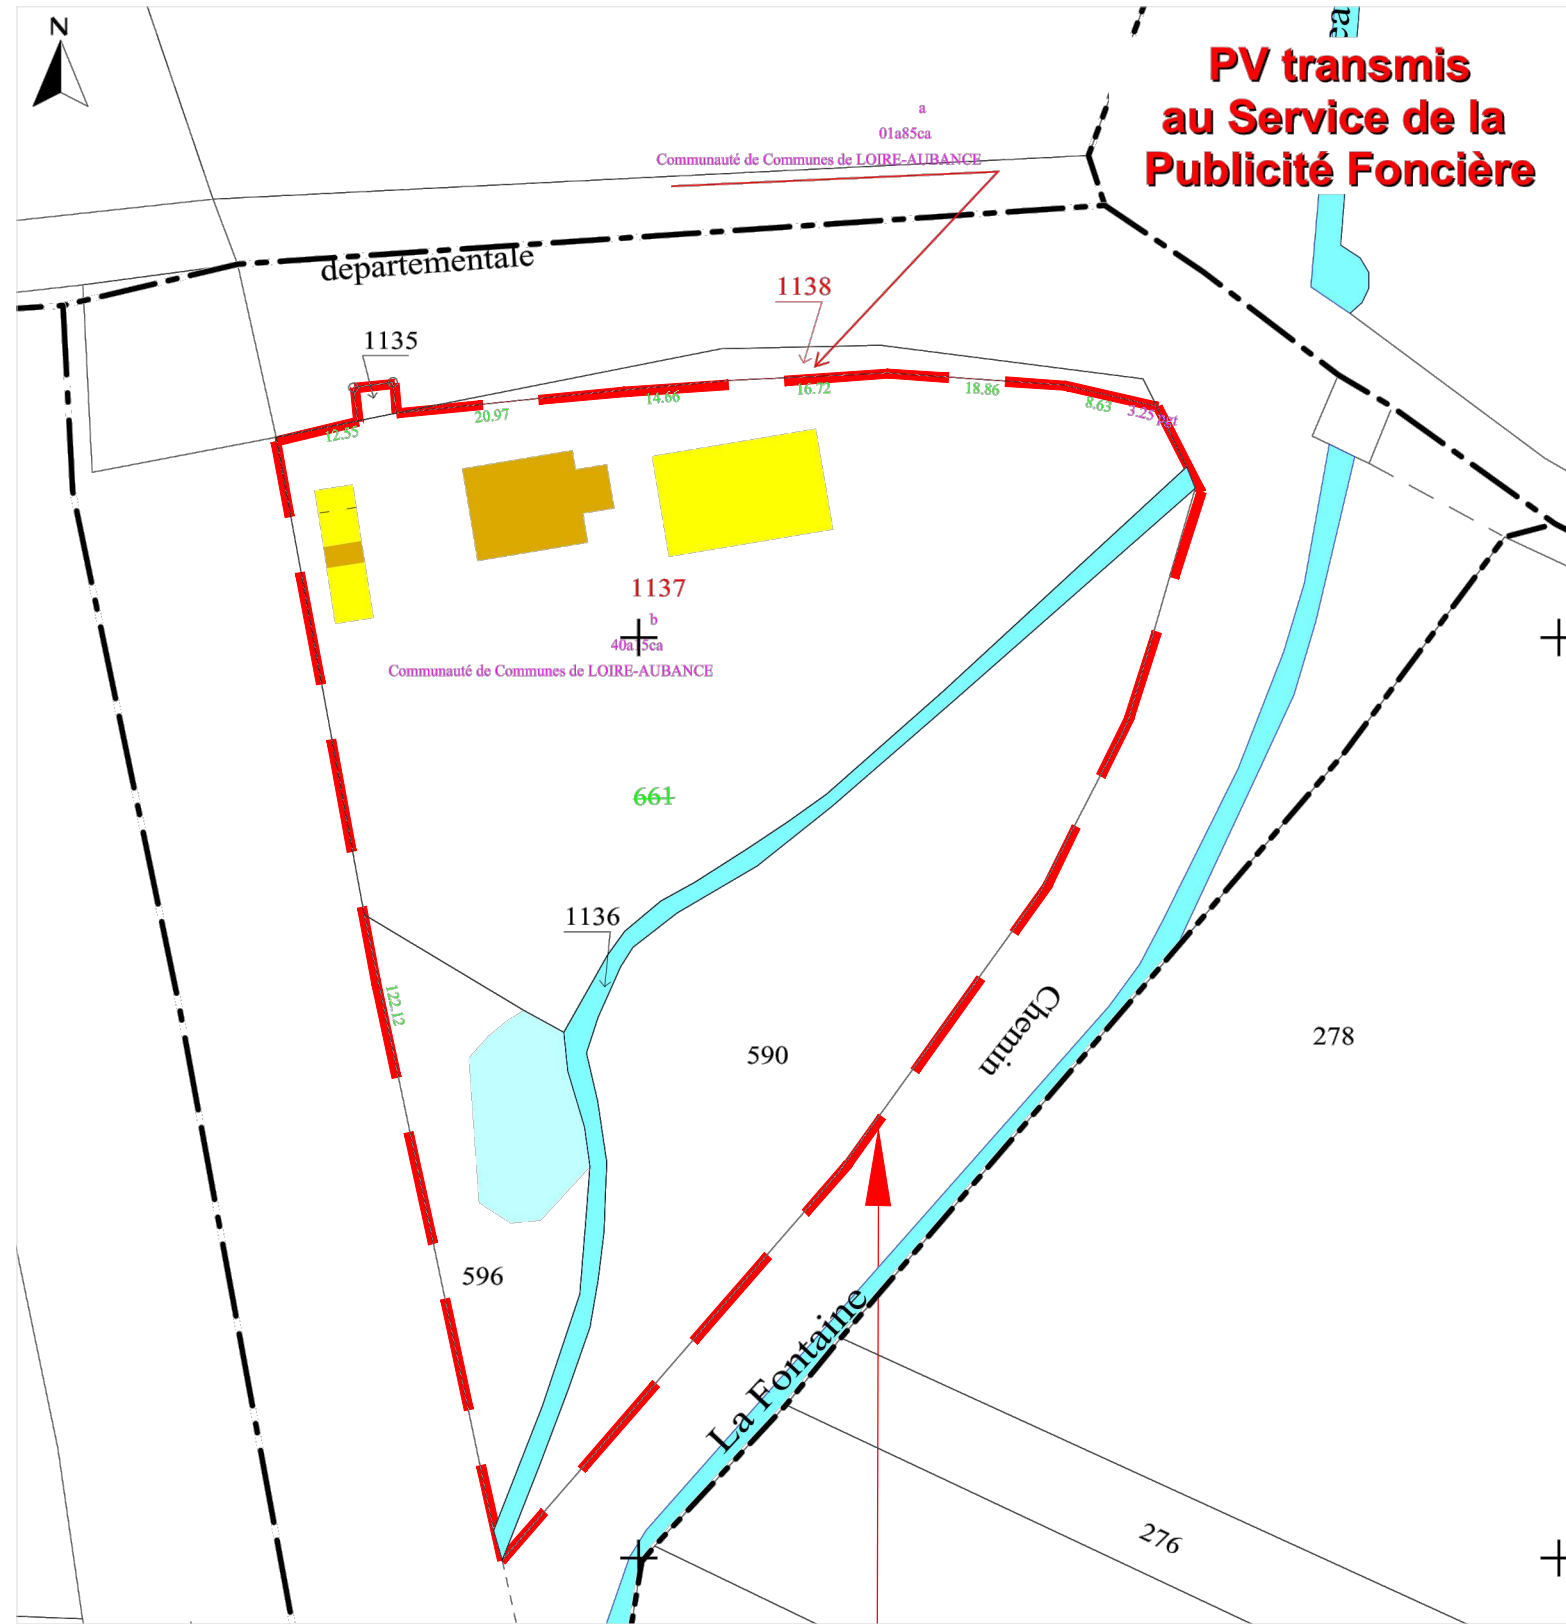 N
PV transmis
au Service de la
Publicité Foncière
a
01a85ca
Communauté de Communes de LOIRE-AUBANCE
departementale
1138
1135
12.55
20.97
14.66
16.72
18.86
8.63
3.25 Pgt
1137
b
40a15ca
Communauté de Communes de LOIRE-AUBANCE
661
1136
122.12
Chemin
590
278
596
La Fontaine
276